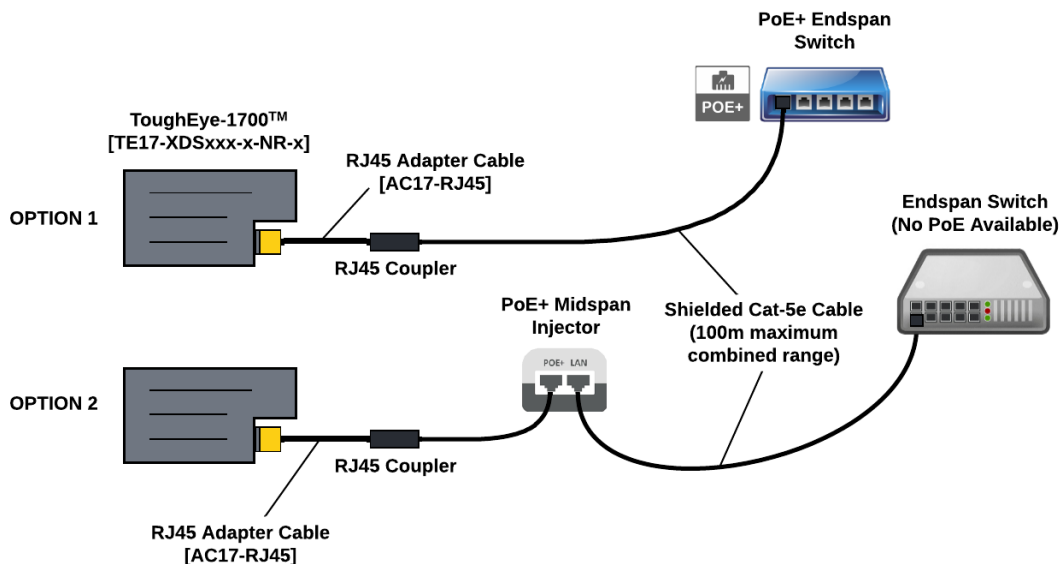 PoE+ Endspan
Switch
POE+
ToughEye-1700™
[TE17-XDSxxx-x-NR-x]
RJ45 Adapter Cable
[AC17-RJ45]
OPTION 1
RJ45 Coupler
Endspan Switch
(No PoE Available)
PoE+ Midspan
Injector
Shielded Cat-5e Cable
(100m maximum
combined range)
POE+ LAN
OPTION 2
RJ45 Coupler
RJ45 Adapter Cable
[AC17-RJ45]